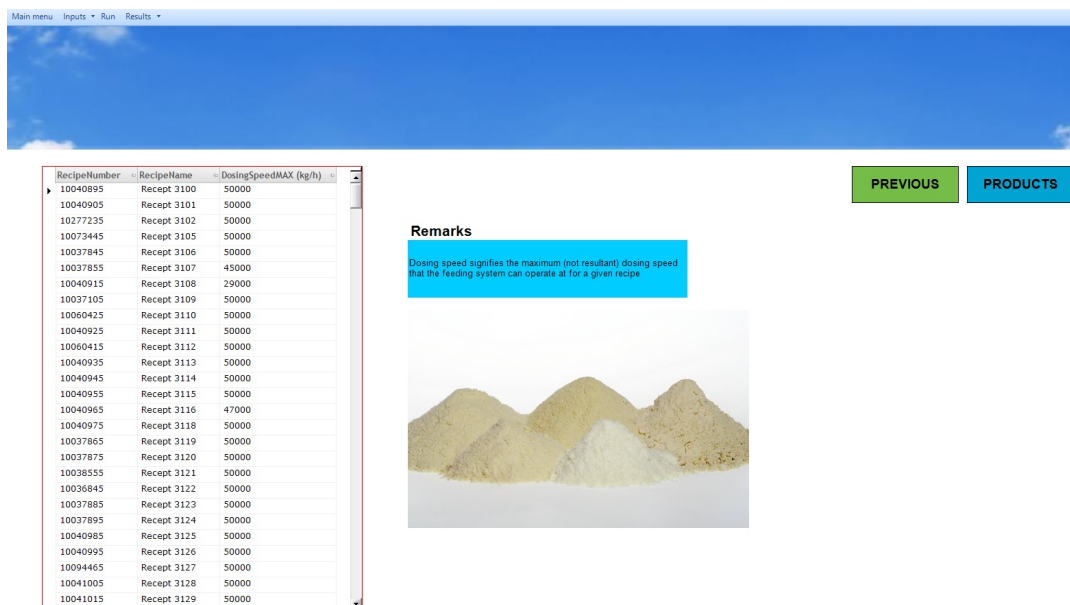 Main menu Inputs Run Results
RecipeNumber RecipeName DosingSpeedMAX (kg/h)
10040895 Recept 3100 50000
10040905 Recept 3101 50000
10277235 Recept 3102 50000
10073445 Recept 3105 50000
10037845 Recept 3106 50000
10037855 Recept 3107 45000
10040915 Recept 3108 29000
10037105 Recept 3109 50000
10060425 Recept 3110 50000
10040925 Recept 3111 50000
10060415 Recept 3112 50000
10040935 Recept 3113 50000
10040945 Recept 3114 50000
10040955 Recept 3115 50000
10040965 Recept 3116 47000
10040975 Recept 3118 50000
10037865 Recept 3119 50000
10037875 Recept 3120 50000
10038555 Recept 3121 50000
10036845 Recept 3122 50000
10037885 Recept 3123 50000
10037895 Recept 3124 50000
10040985 Recept 3125 50000
10040995 Recept 3126 50000
10094465 Recept 3127 50000
10041005 Recept 3128 50000
10041015 Recept 3129 50000
PREVIOUS PRODUCTS
Remarks
Dosing speed signifies the maximum (not resultant) dosing speed
that the feeding system can operate at for a given recipe